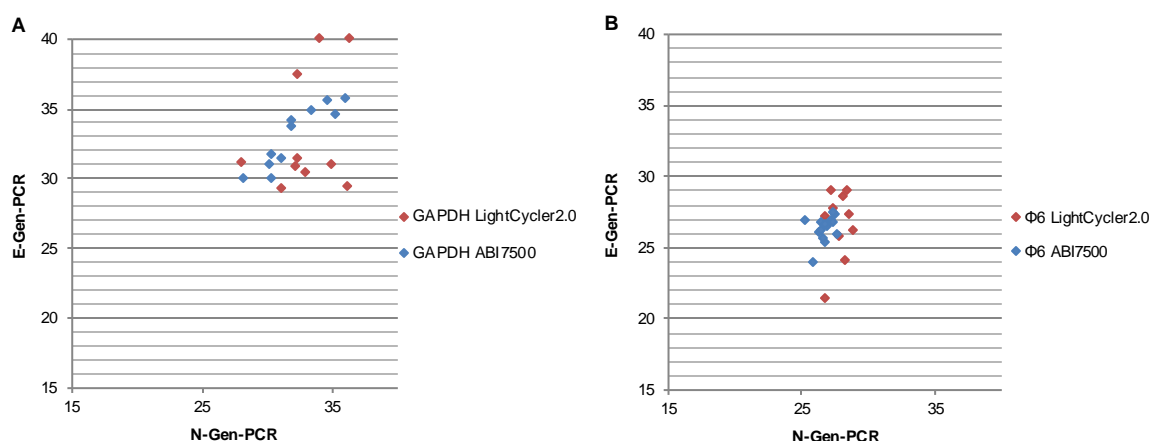 A
40
35
30
25
20
15
15
25
35
E-Gen-PCR
N-Gen-PCR
GAPDH LightCycler2.0
GAPDH ABI7500
B
40
35
30
25
20
15
15
25
35
E-Gen-PCR
N-Gen-PCR
Φ6 LightCycler2.0
Φ6 ABI7500